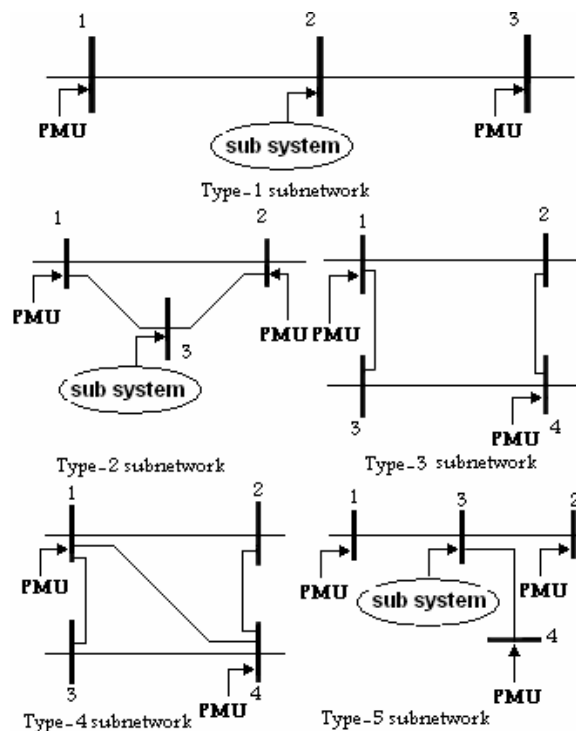 1 2 3
PMU PMU
sub system
Type-1 subnetwork
1 2
PMU PMU
3
sub system
Type-2 subnetwork
1 2
PMU
3 PMU 4
Type-3 subnetwork
1 2
PMU
3 PMU 4
Type-4 subnetwork
1 3 2
PMU PMU
sub system
4
PMU
Type-5 subnetwork